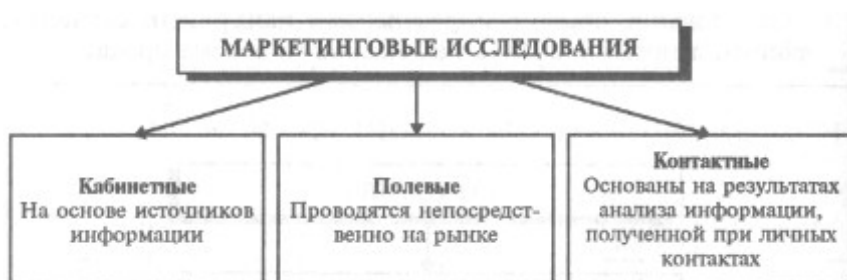 МАРКЕТИНГОВЫЕ ИССЛЕДОВАНИЯ
Кабинетные
На основе источников
информации
Полевые
Проводятся непосредст-
венно на рынке
Контактные
Основаны на результатах
анализа информации,
полученной при личных
контактах